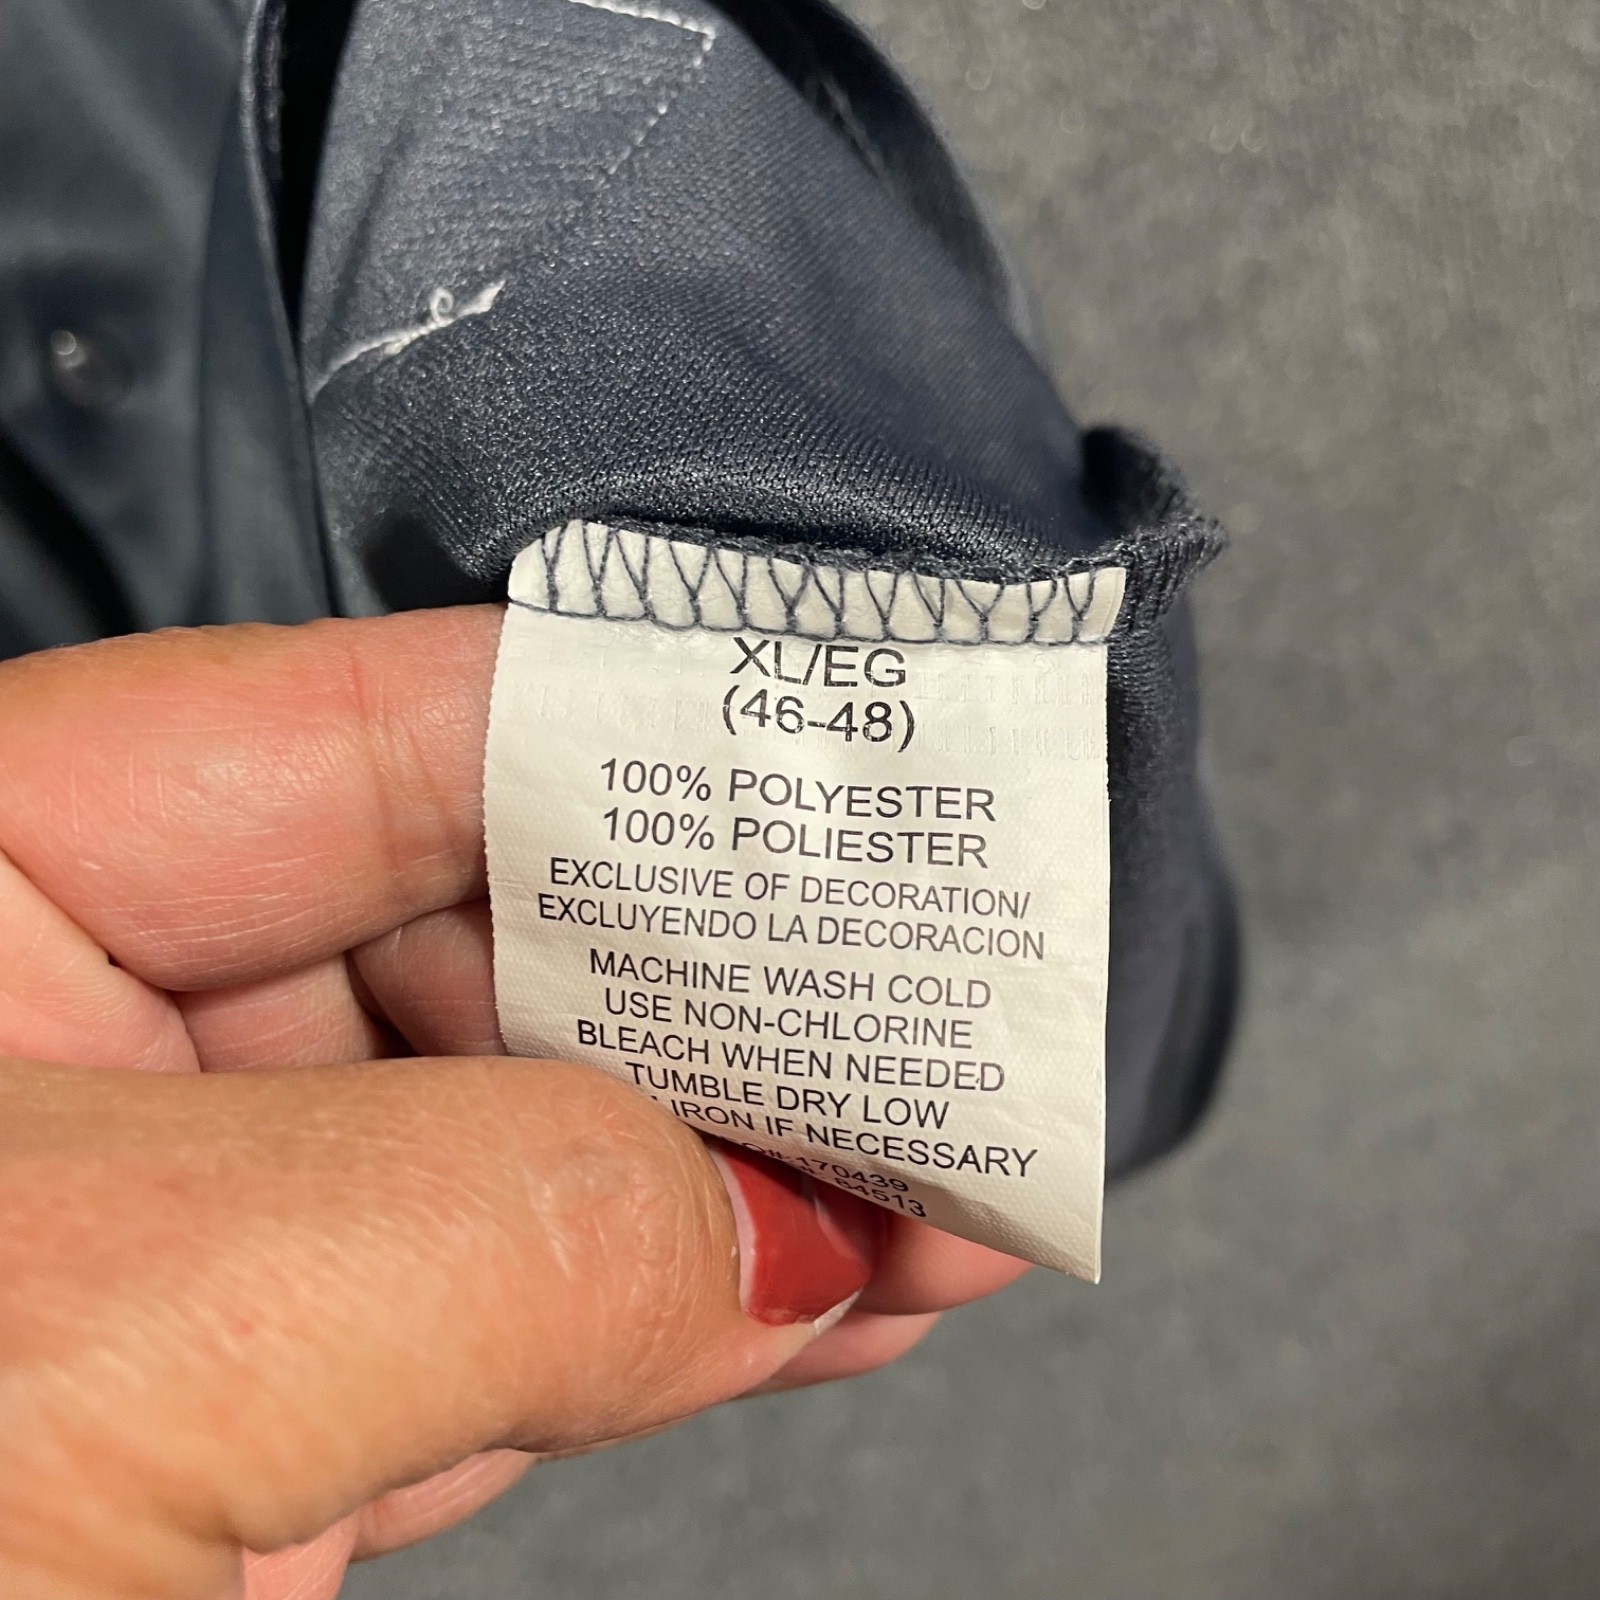 XL/EG
(46-48)
100% POLYESTER
100% POLIESTER
EXCLUSIVE OF DECORATION/
EXCLUYENDO LA DECORACION
MACHINE WASH COLD
USE NON-CHLORINE
BLEACH WHEN NEEDED
TUMBLE DRY LOW
IRON IF NECESSARY
170439
84513